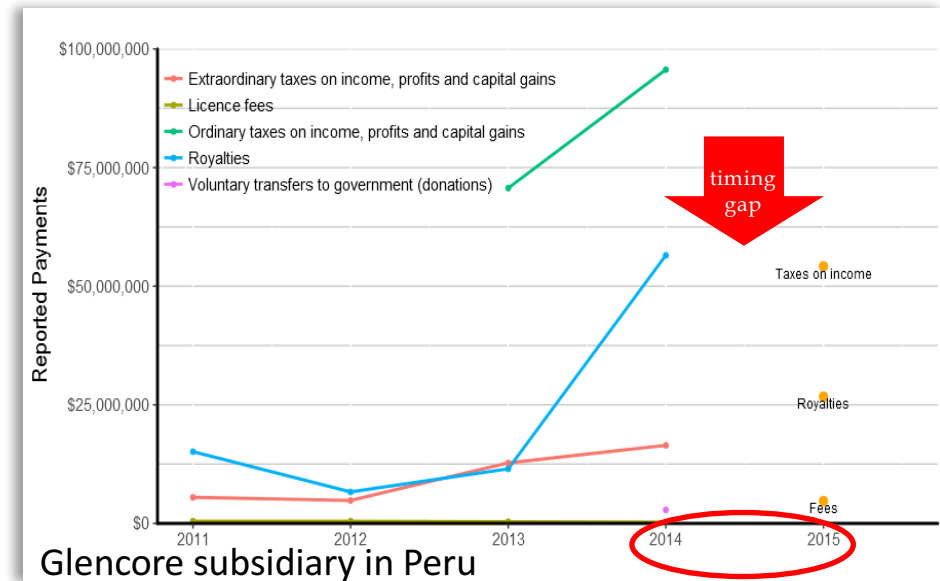 $100,000,000
Extraordinary taxes on income, profits and capital gains
Licence fees
Ordinary taxes on income, profits and capital gains
Royalties
Voluntary transfers to government (donations)
$75,000,000
$50,000,000
$25,000,000
$0
Reported Payments
timing
gap
Taxes on income
Royalties
Fees
2011
2012
2013
2014
2015
Glencore subsidiary in Peru